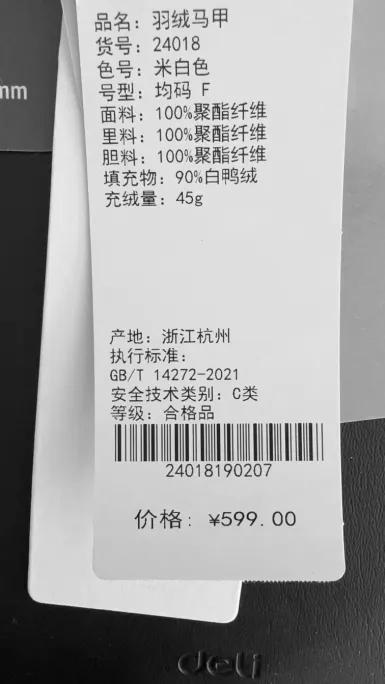 品名：羽绒马甲
货号：24018
色号：米白色
号型：均码 F
面料：100%聚酯纤维
里料：100%聚酯纤维
胆料：100%聚酯纤维
填充物：90%白鸭绒
充绒量：45g
mm
产地：浙江杭州
执行标准：
GB/T 14272-2021
安全技术类别：C类
等级：合格品
24018190207
价格：¥599.00
deli